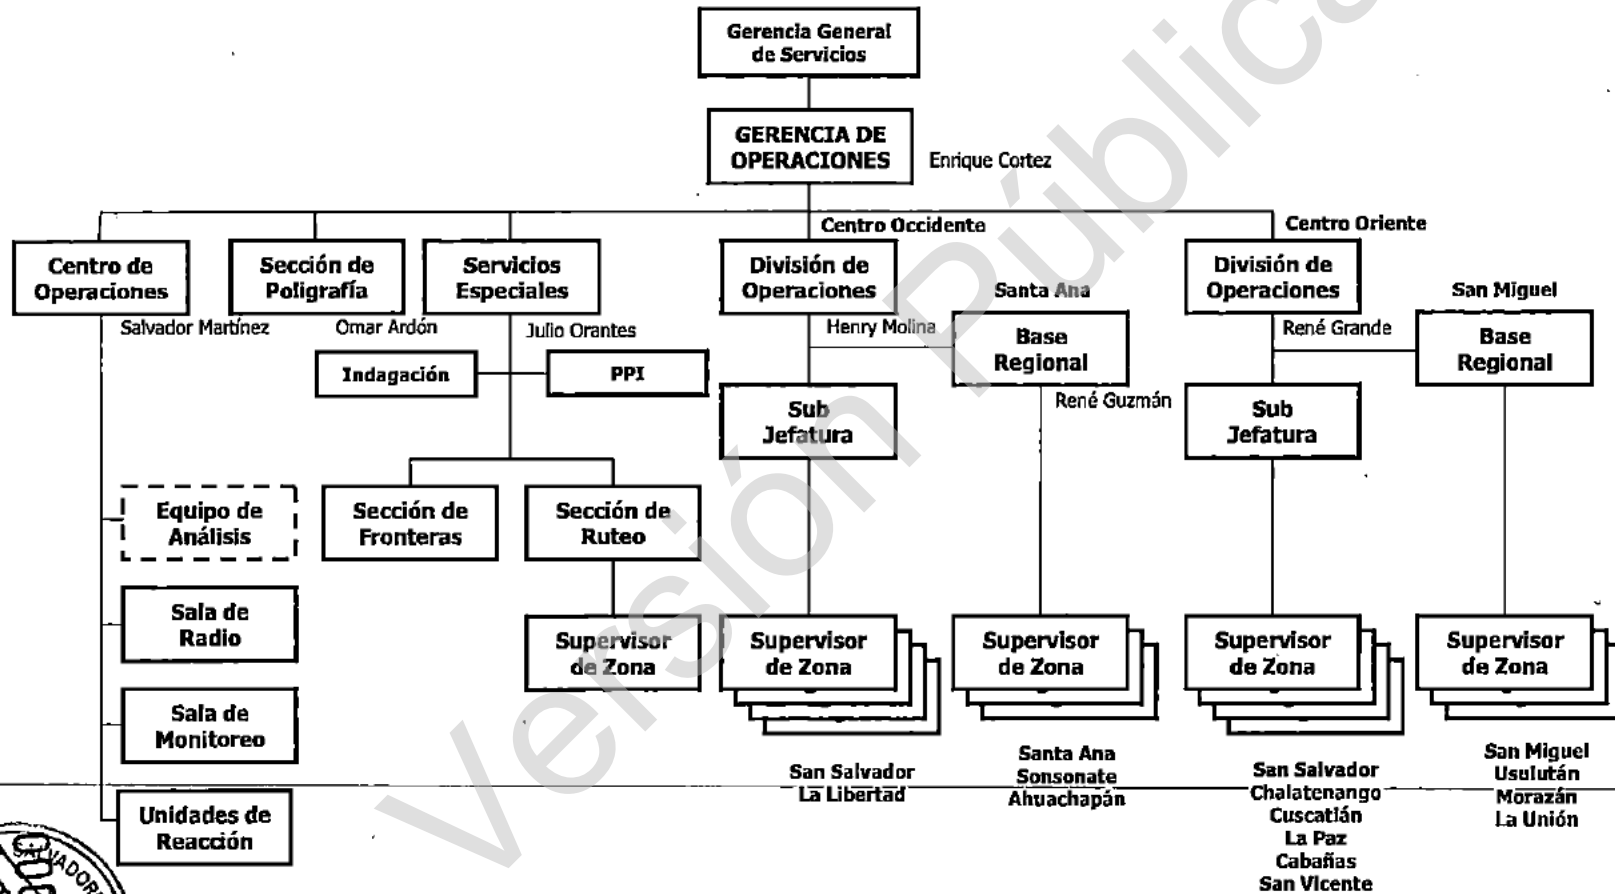 Gerencia General
de Servicios
GERENCIA DE
OPERACIONES
Enrique Cortez
Centro Occidente
Centro Oriente
Centro de
Operaciones
Salvador Martínez
Sección de
Poligrafía
Omar Ardón
Servicios
Especiales
Julio Orantes
División de
Operaciones
Henry Molina
Santa Ana
Base
Regional
René Guzmán
División de
Operaciones
René Grande
San Miguel
Base
Regional
Indagación
PPI
Sub
Jefatura
Sub
Jefatura
Equipo de
Análisis
Sección de
Fronteras
Sección de
Ruteo
Sala de
Radio
Supervisor
de Zona
Supervisor
de Zona
Supervisor
de Zona
Supervisor
de Zona
Supervisor
de Zona
Sala de
Monitoreo
Unidades de
Reacción
San Salvador
La Libertad
Santa Ana
Sonsonate
Ahuachapán
San Salvador
Chalatenango
Cuscatlán
La Paz
Cabañas
San Vicente
San Miguel
Usulután
Morazán
La Unión
Versión Pública